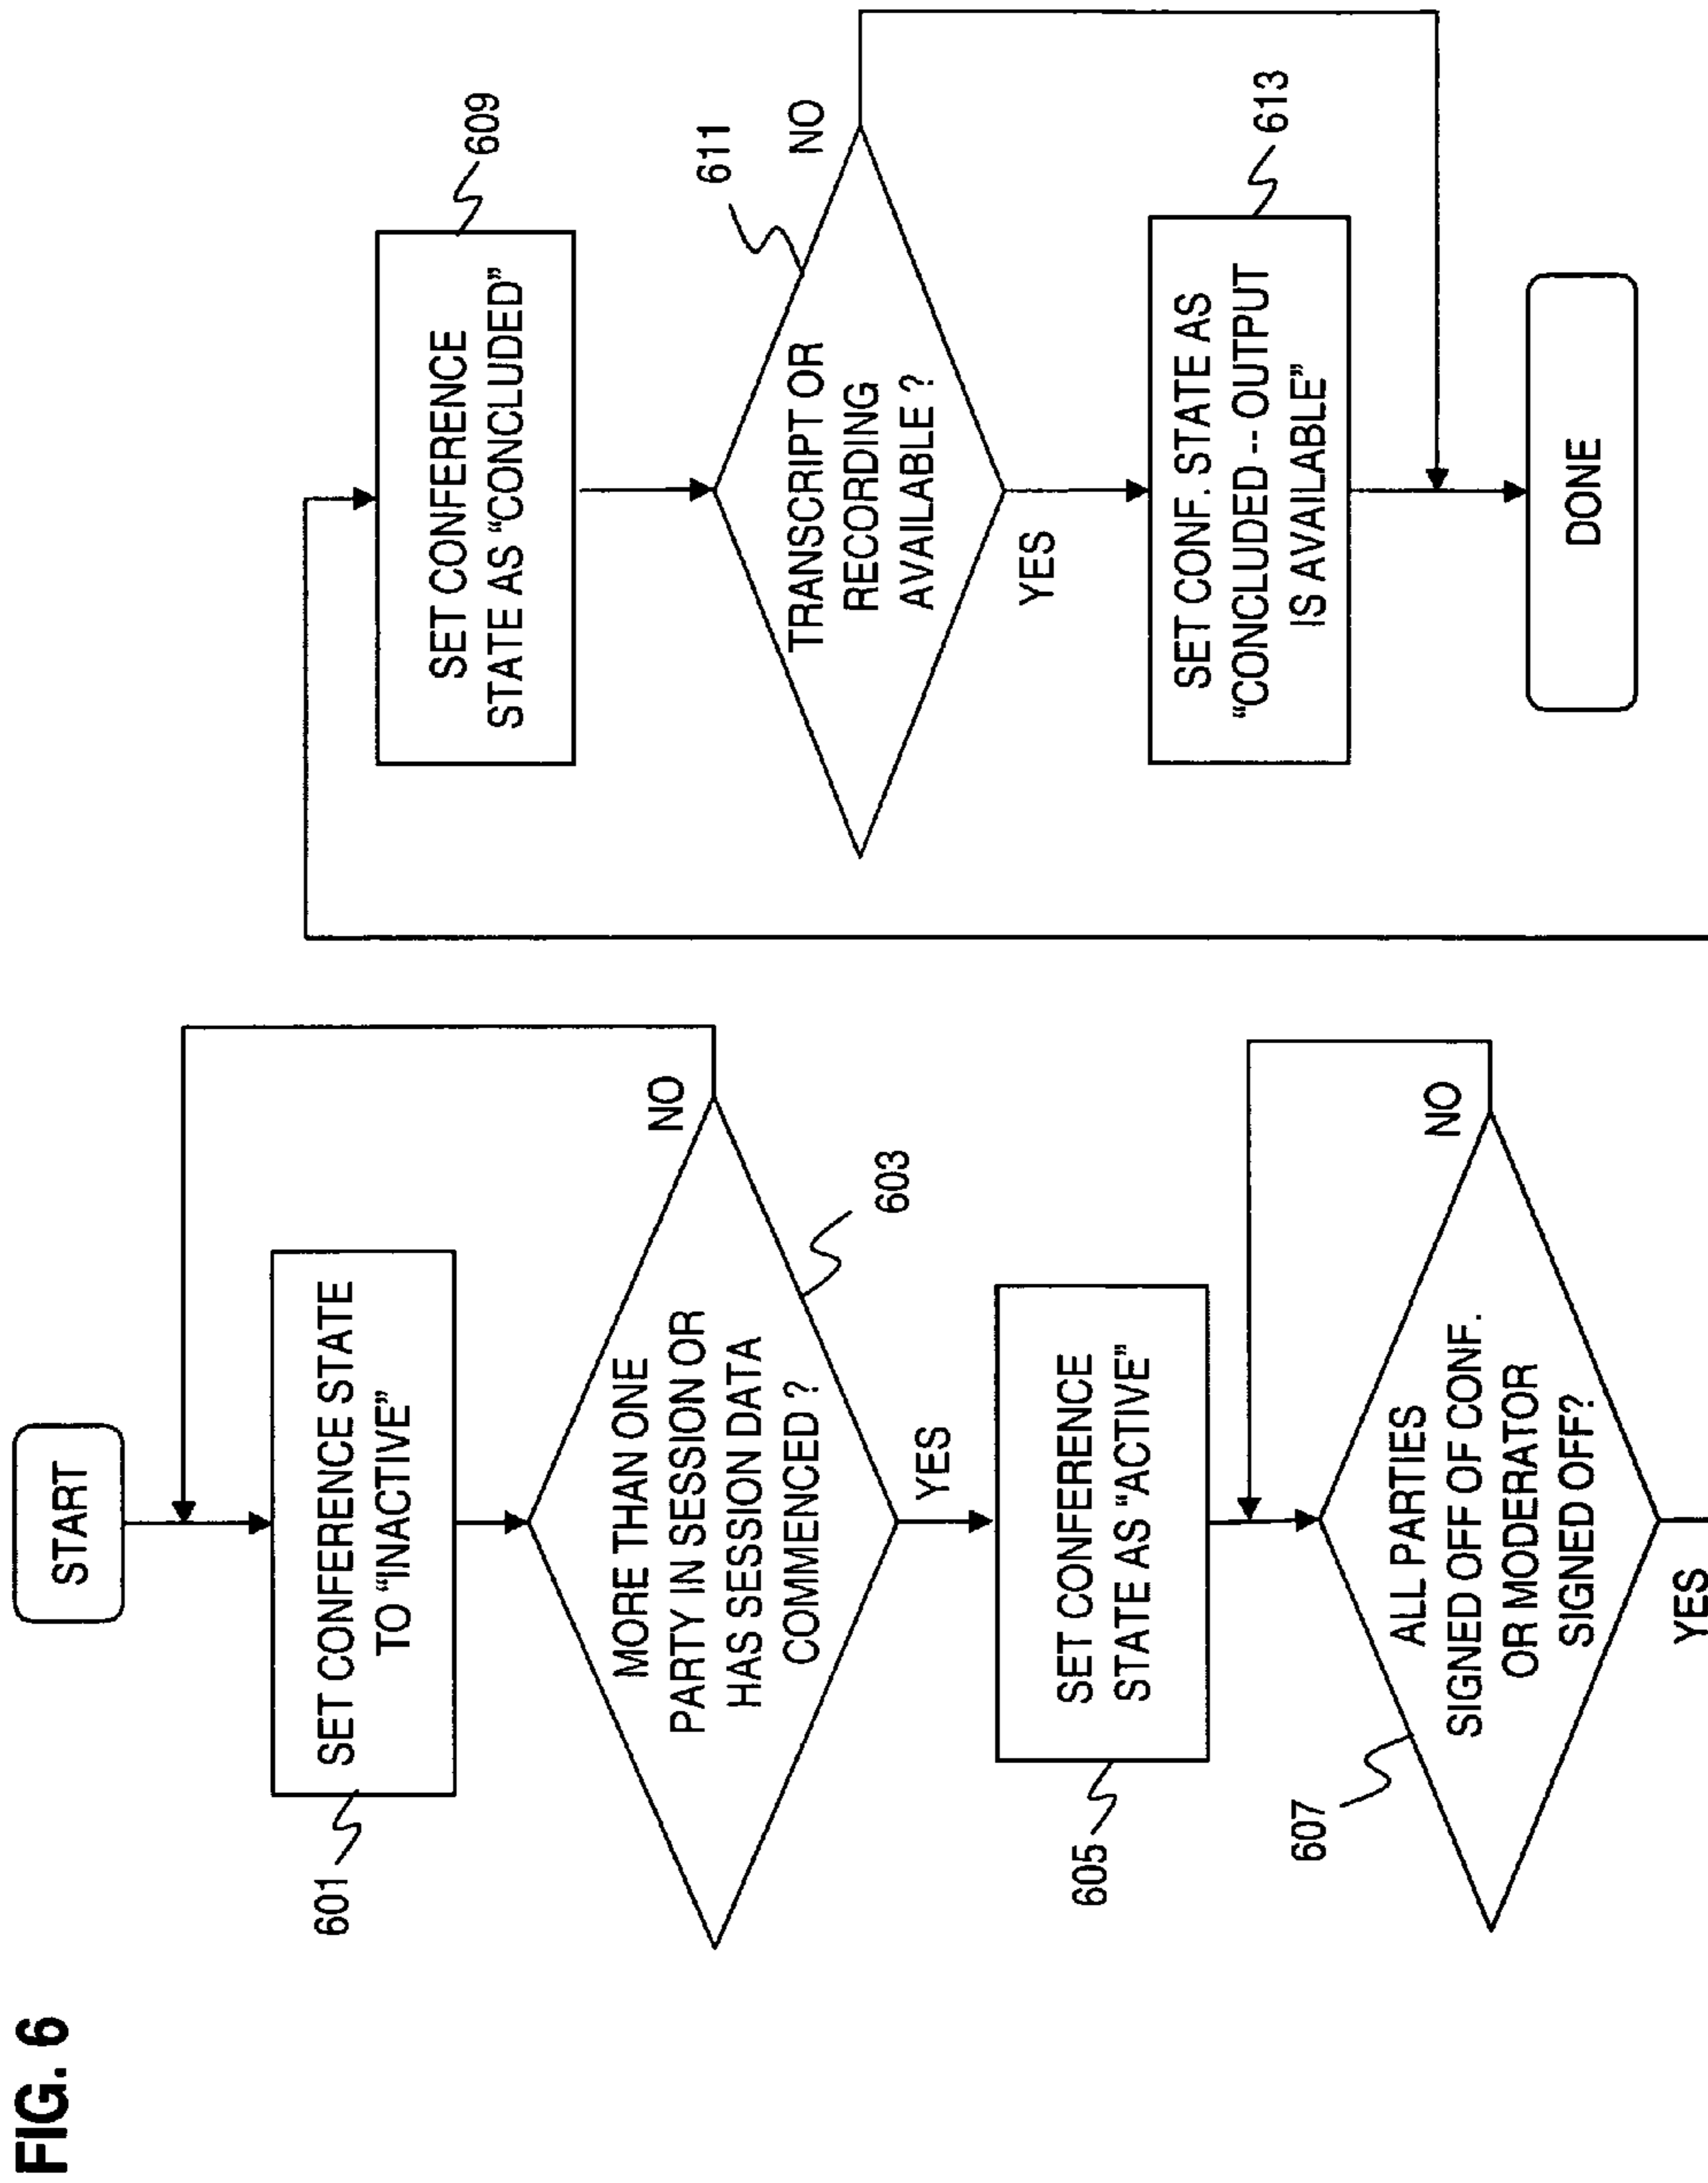 FIG. 6
START
601
SET CONFERENCE STATE
TO "INACTIVE"
MORE THAN ONE
PARTY IN SESSION OR
HAS SESSION DATA
COMMENCED ?
603
NO
YES
605
SET CONFERENCE
STATE AS "ACTIVE"
607
ALL PARTIES
SIGNED OFF OF CONF.
OR MODERATOR
SIGNED OFF?
NO
YES
SET CONFERENCE
STATE AS "CONCLUDED"
609
TRANSCRIPT OR
RECORDING
AVAILABLE ?
611
NO
YES
SET CONF. STATE AS
"CONCLUDED -- OUTPUT
IS AVAILABLE"
613
DONE